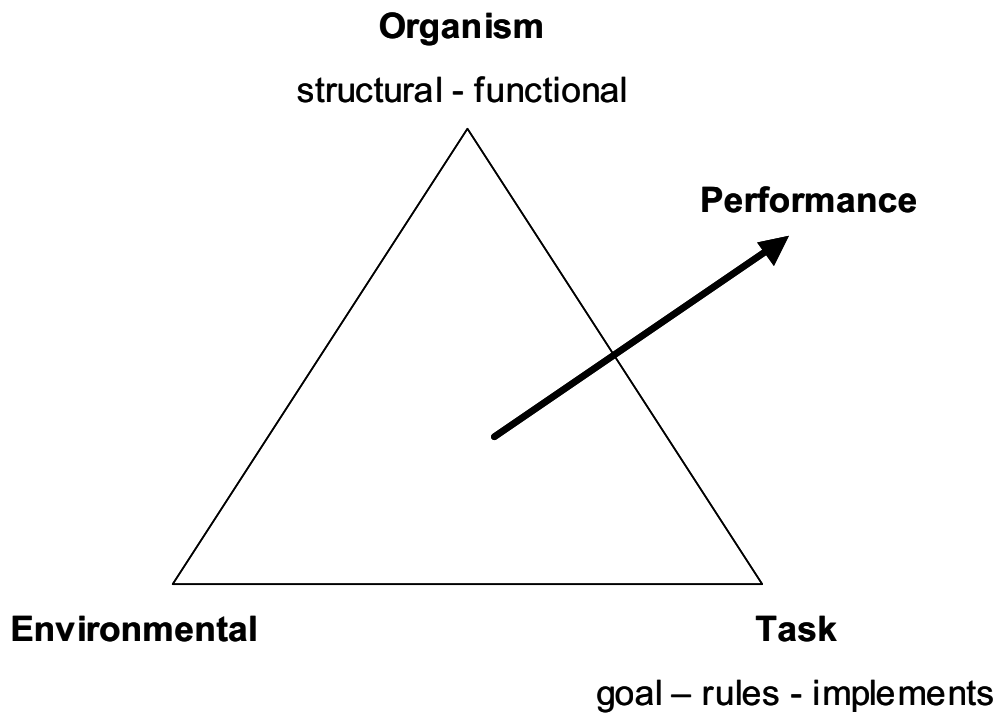 Organism
structural - functional
Performance
Environmental
Task
goal – rules - implements